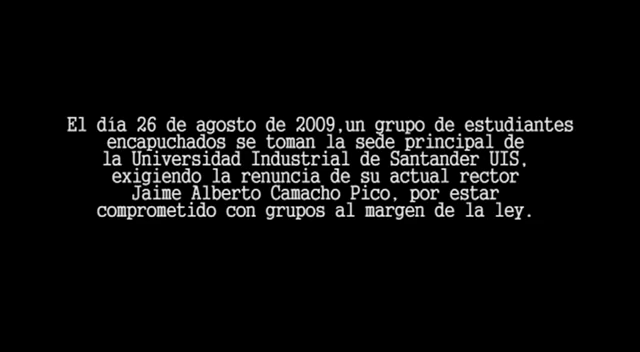 El día 26 de agosto de 2009,un grupo de estudiantes
encapuchados se toman la sede principal de
la Universidad Industrial de Santander UIS,
exigiendo la renuncia de su actual rector
Jaime Alberto Camacho Pico, por estar
comprometido con grupos al margen de la ley.